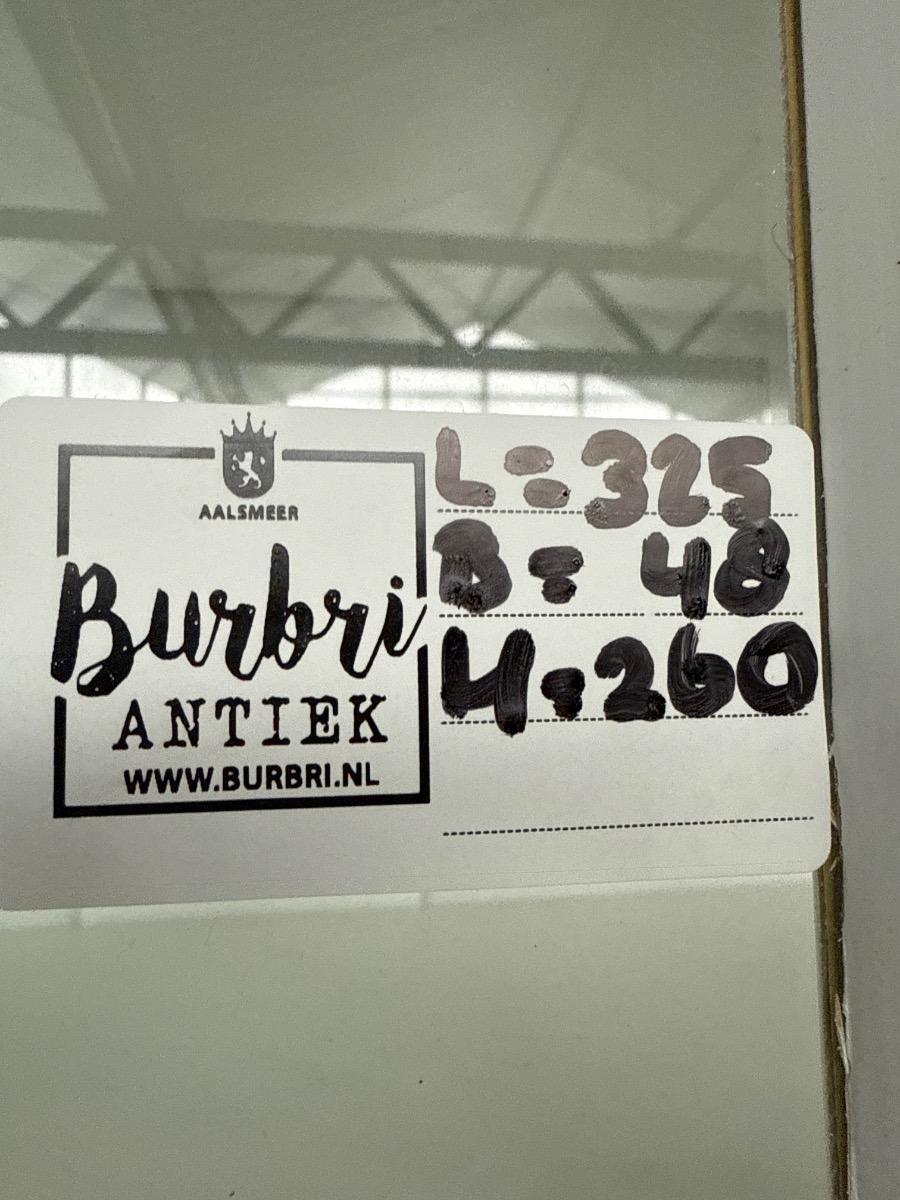 AALSMEER
Burbri
ANTIEK
WWW.BURBRI.NL
L=325
B= 48
H=260